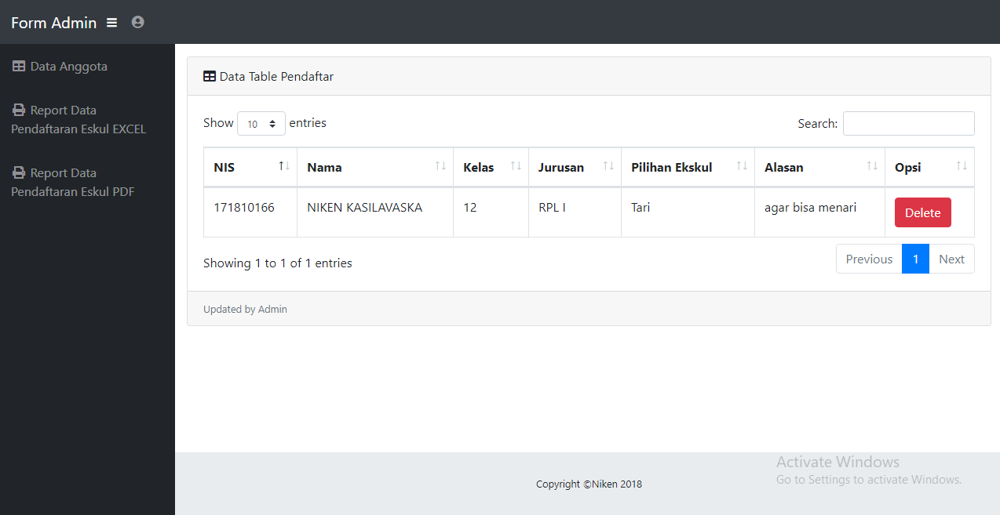 Form Admin
Data Anggota
Report Data
Pendaftaran Eskul EXCEL
Report Data
Pendaftaran Eskul PDF
Data Table Pendaftar
Show 10 entries Search:
NIS Nama Kelas Jurusan Pilihan Ekskul Alasan Opsi
171810166 NIKEN KASILAVASKA 12 RPL I Tari agar bisa menari Delete
Showing 1 to 1 of 1 entries Previous 1 Next
Updated by Admin
Activate Windows
Go to Settings to activate Windows.
Copyright ©Niken 2018